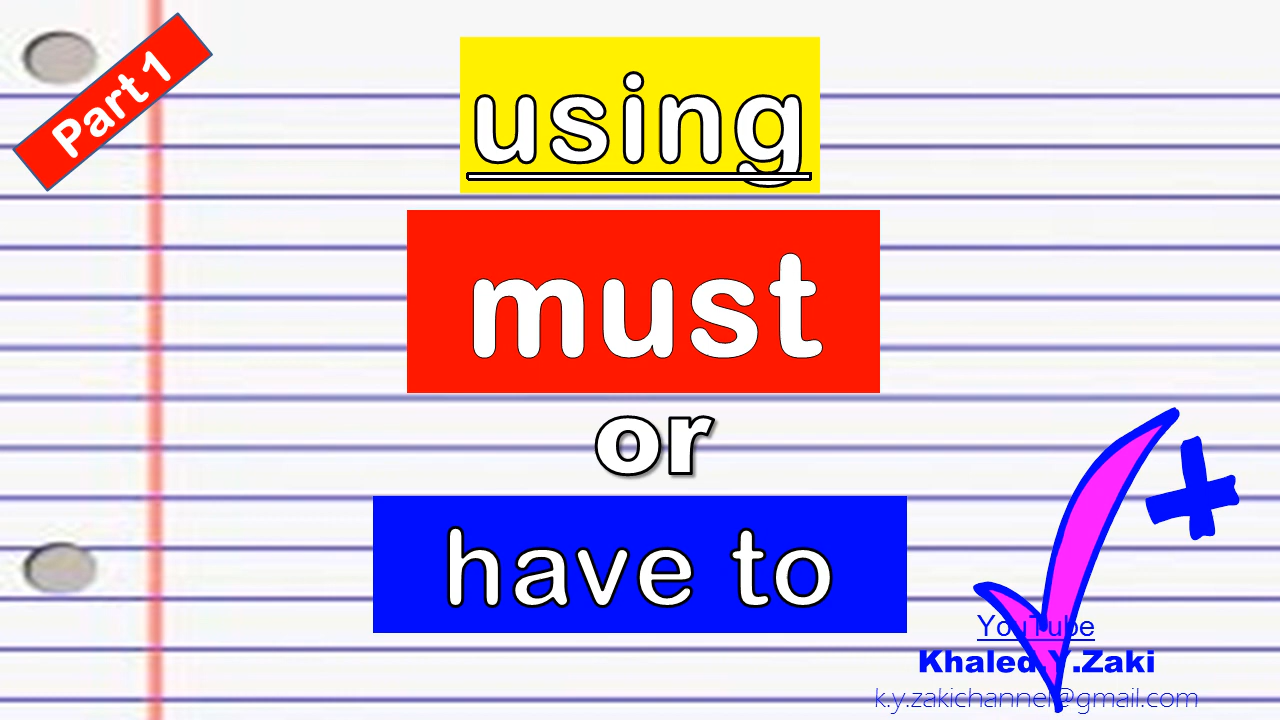 Part 1
using
must
or
have to
YouTube
Khaled.Y.Zaki
k.y.zakichannel@gmail.com